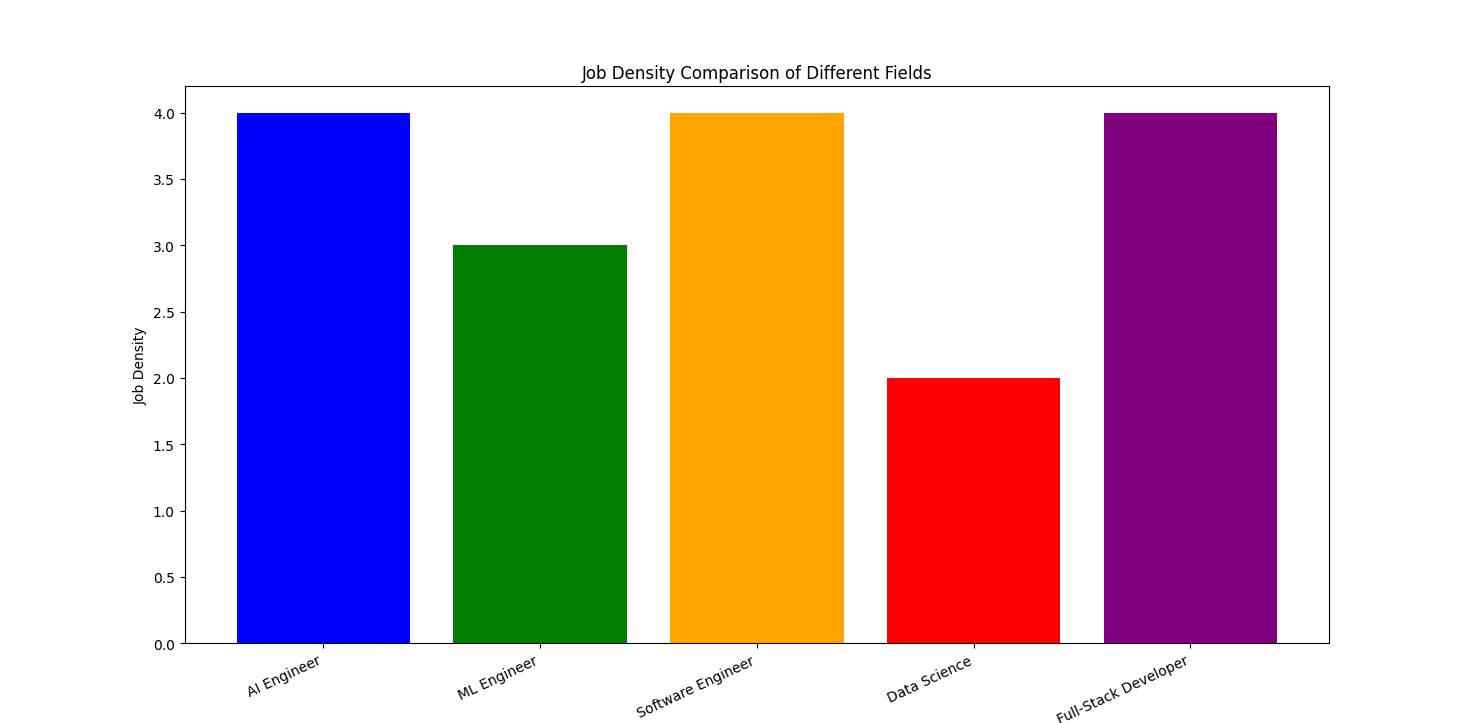 Job Density Comparison of Different Fields
4.0
3.5
3.0
2.5
2.0
1.5
1.0
0.5
0.0
Job Density
AI Engineer
ML Engineer
Software Engineer
Data Science
Full-Stack Developer